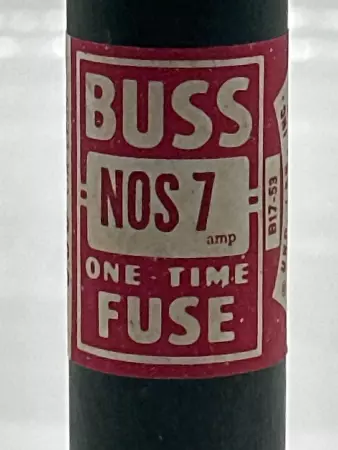 BUSS
NOS 7
amp
ONE TIME
FUSE
B17-53